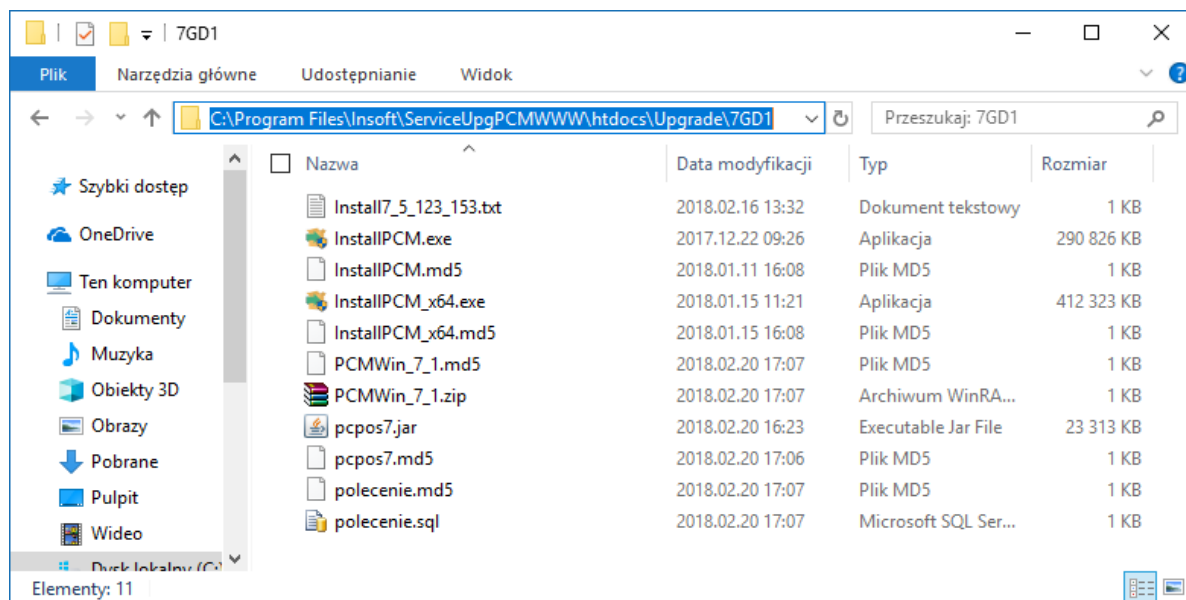 7GD1
Plik Narzędzia główne Udostępnianie Widok
C:\Program Files\Insoft\ServiceUpgPCMWWW\htdocs\Upgrade\7GD1 Przeszukaj: 7GD1
Szybki dostęp
OneDrive
Ten komputer
Dokumenty
Muzyka
Obiekty 3D
Obrazy
Pobrane
Pulpit
Wideo
Dysk lokalny (C:)
Nazwa Data modyfikacji Typ Rozmiar
Install7_5_123_153.txt 2018.02.16 13:32 Dokument tekstowy 1 KB
InstallPCM.exe 2017.12.22 09:26 Aplikacja 290 826 KB
InstallPCM.md5 2018.01.11 16:08 Plik MD5 1 KB
InstallPCM_x64.exe 2018.01.15 11:21 Aplikacja 412 323 KB
InstallPCM_x64.md5 2018.01.15 16:08 Plik MD5 1 KB
PCMWin_7_1.md5 2018.02.20 17:07 Plik MD5 1 KB
PCMWin_7_1.zip 2018.02.20 17:07 Archiwum WinRA... 1 KB
pcpos7.jar 2018.02.20 16:23 Executable Jar File 23 313 KB
pcpos7.md5 2018.02.20 17:06 Plik MD5 1 KB
polecenie.md5 2018.02.20 17:07 Plik MD5 1 KB
polecenie.sql 2018.02.20 17:07 Microsoft SQL Ser... 1 KB
Elementy: 11